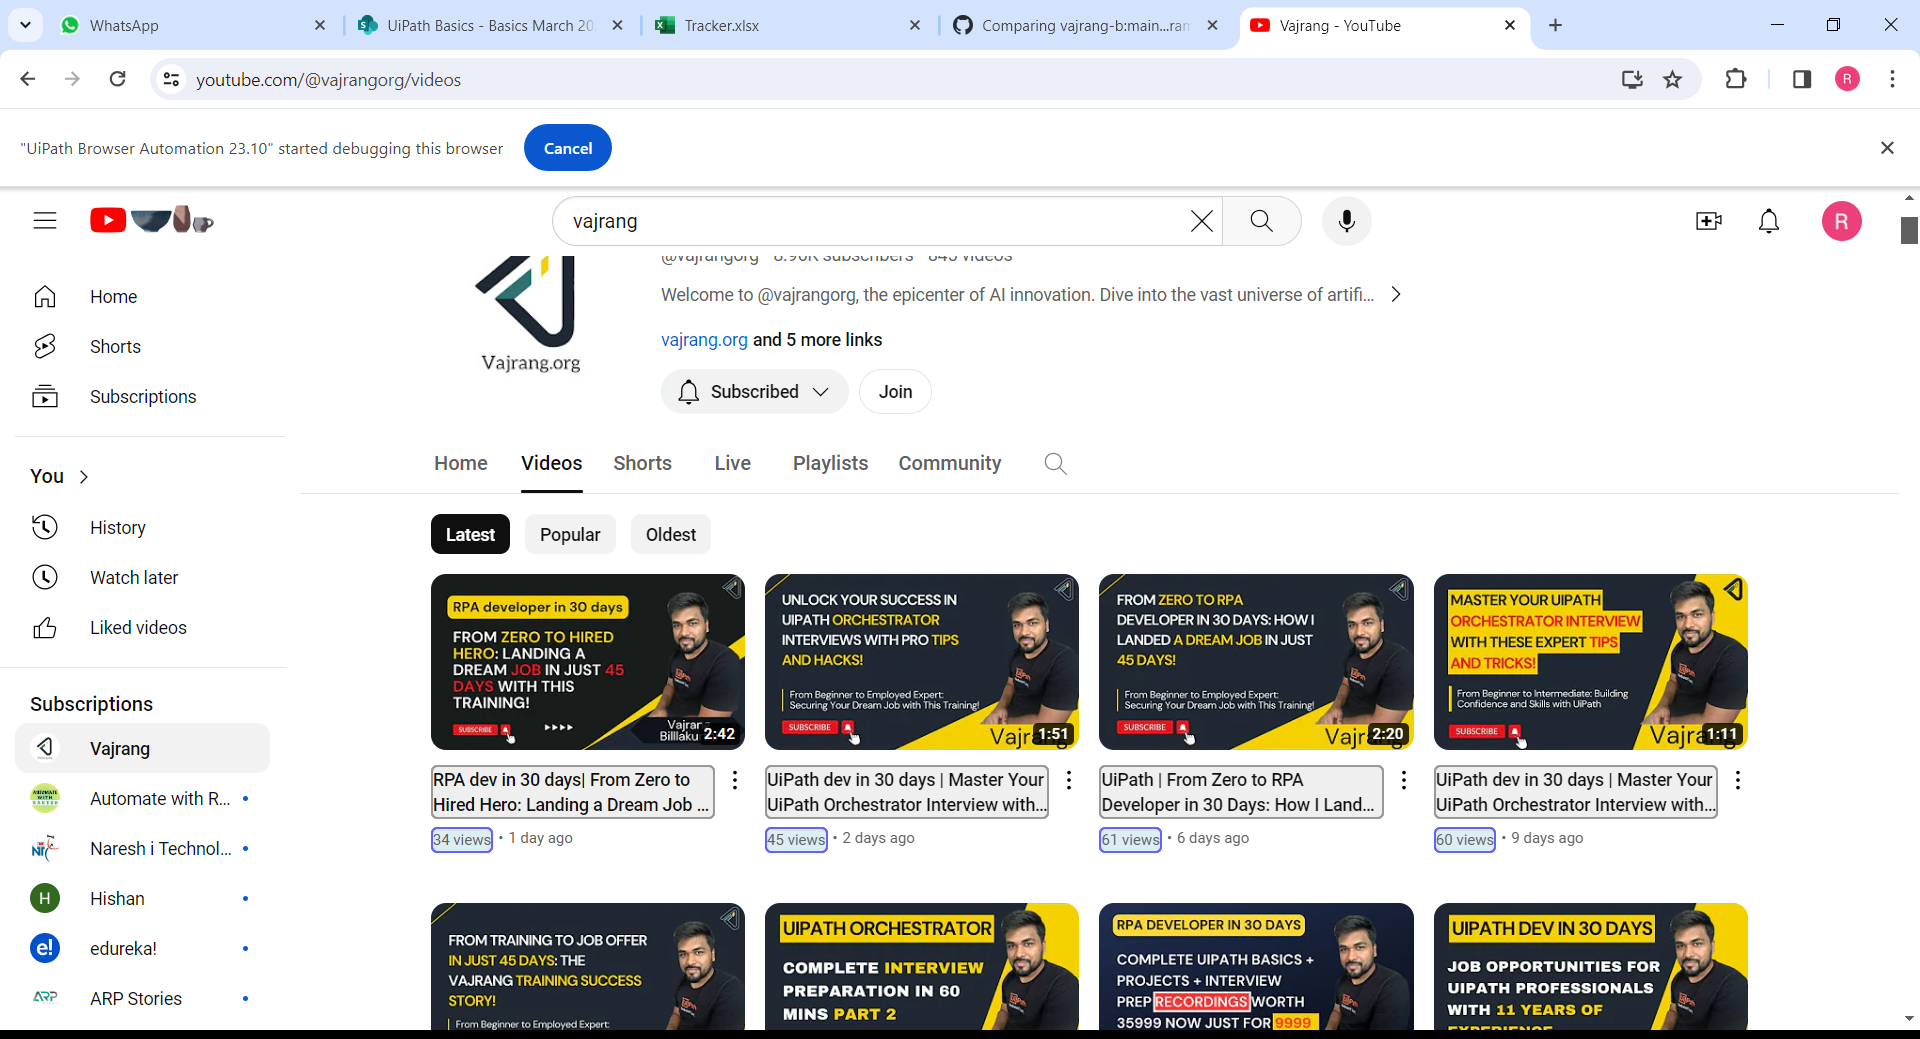 WhatsApp
UiPath Basics - Basics March 20
Tracker.xlsx
Comparing vajrang-b:main...ran
Vajrang - YouTube
youtube.com/@vajrangorg/videos
R
"UiPath Browser Automation 23.10" started debugging this browser
Cancel
vajrang
R
@vajrangorg 8.96K subscribers 845 videos
Welcome to @vajrangorg, the epicenter of AI innovation. Dive into the vast universe of artifi...
vajrang.org and 5 more links
Vajrang.org
Subscribed
Join
Home
Shorts
Subscriptions
You
History
Watch later
Liked videos
Subscriptions
Vajrang
Automate with R...
Naresh i Technol...
H
Hishan
e!
edureka!
ARP
ARP Stories
Home Videos Shorts Live Playlists Community
Latest Popular Oldest
RPA developer in 30 days
FROM ZERO TO HIRED
HERO: LANDING A
DREAM JOB IN JUST 45
DAYS WITH THIS
TRAINING!
SUBSCRIBE
Vajrang
Billlaku
2:42
RPA dev in 30 days| From Zero to
Hired Hero: Landing a Dream Job ...
34 views • 1 day ago
UNLOCK YOUR SUCCESS IN
UIPATH ORCHESTRATOR
INTERVIEWS WITH PRO TIPS
AND HACKS!
From Beginner to Employed Expert:
Securing Your Dream Job with This Training!
SUBSCRIBE
Vajrang
1:51
UiPath dev in 30 days | Master Your
UiPath Orchestrator Interview with...
45 views • 2 days ago
FROM ZERO TO RPA
DEVELOPER IN 30 DAYS: HOW I
LANDED A DREAM JOB IN JUST
45 DAYS!
From Beginner to Employed Expert:
Securing Your Dream Job with This Training!
SUBSCRIBE
Vajrang
2:20
UiPath | From Zero to RPA
Developer in 30 Days: How I Land...
61 views • 6 days ago
MASTER YOUR UIPATH
ORCHESTRATOR INTERVIEW
WITH THESE EXPERT TIPS
AND TRICKS!
From Beginner to Intermediate: Building
Confidence and Skills with UiPath
SUBSCRIBE
Vajrang
1:11
UiPath dev in 30 days | Master Your
UiPath Orchestrator Interview with...
60 views • 9 days ago
FROM TRAINING TO JOB OFFER
IN JUST 45 DAYS: THE
VAJRANG TRAINING SUCCESS
STORY!
From Beginner to Employed Expert:
UIPATH ORCHESTRATOR
COMPLETE INTERVIEW
PREPARATION IN 60
MINS PART 2
RPA DEVELOPER IN 30 DAYS
COMPLETE UIPATH BASICS +
PROJECTS + INTERVIEW
PREP RECORDINGS WORTH
35999 NOW JUST FOR 9999
UIPATH DEV IN 30 DAYS
JOB OPPORTUNITIES FOR
UIPATH PROFESSIONALS
WITH 11 YEARS OF
EXPERIENCE